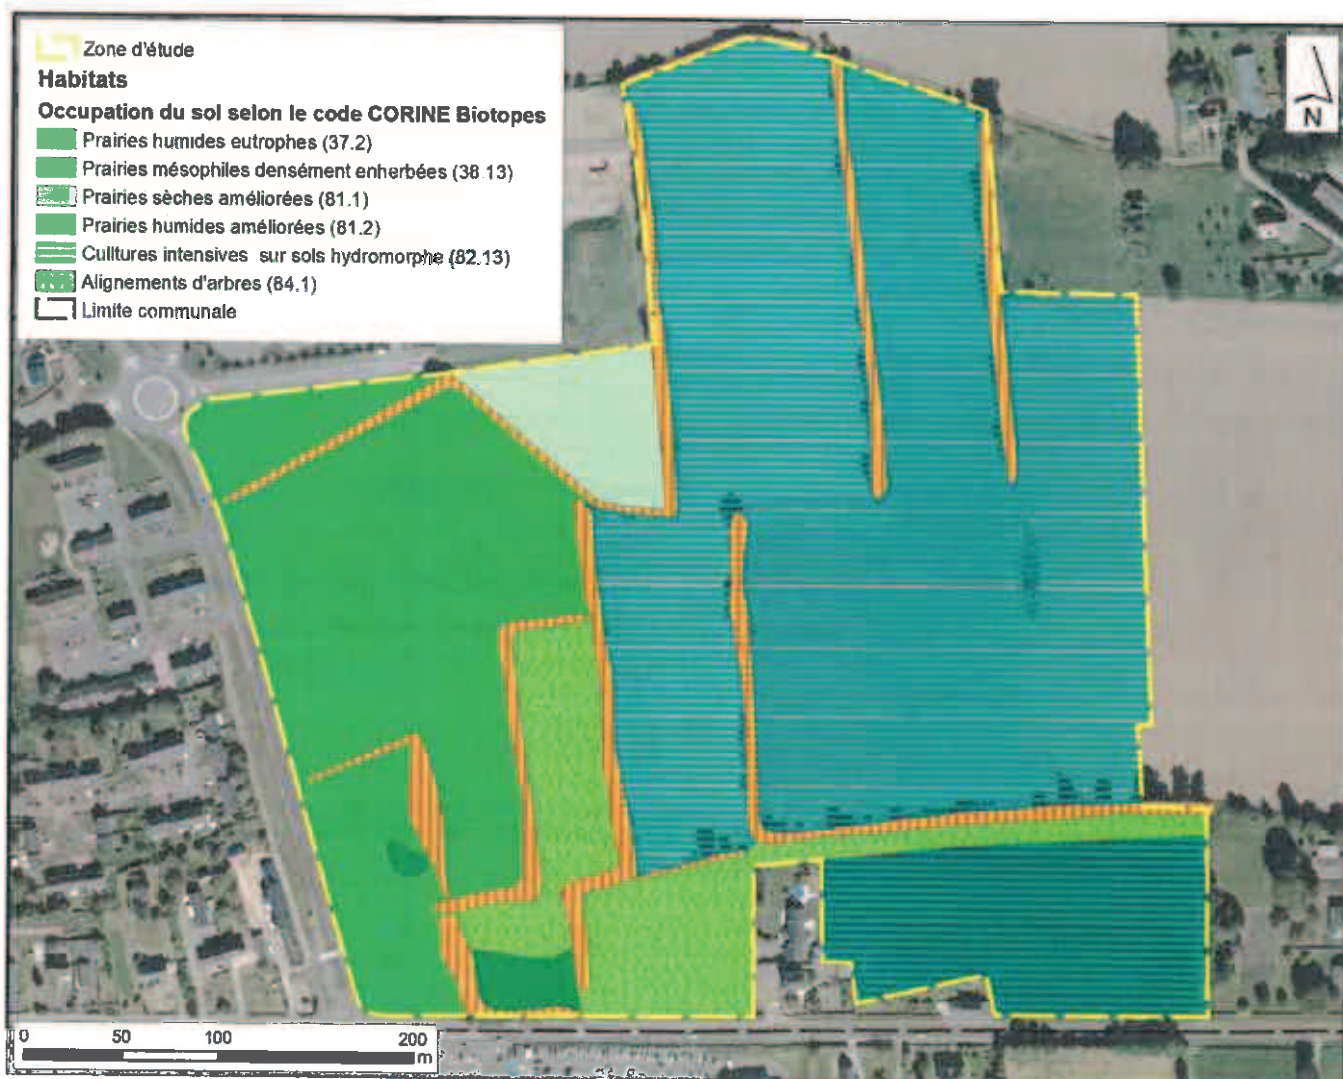 Zone d'étude
Habitats
Occupation du sol selon le code CORINE Biotopes
Prairies humides eutrophes (37.2)
Prairies mésophiles densément enherbées (38.13)
Prairies sèches améliorées (81.1)
Prairies humides améliorées (81.2)
Culltures intensives sur sols hydromorphe (82.13)
Alignements d'arbres (84.1)
Limite communale
N
0 50 100 200
m